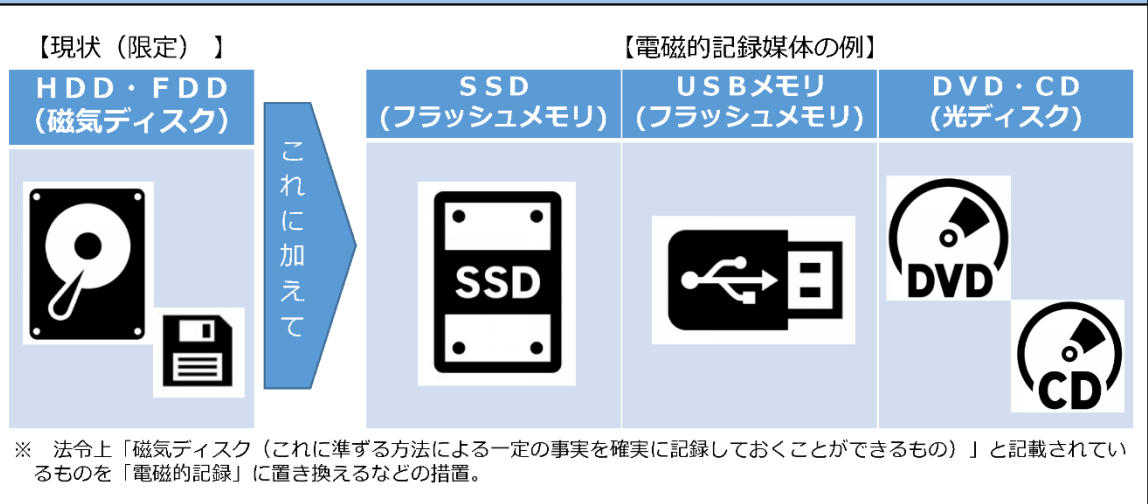 【現状（限定） 】
【電磁的記録媒体の例】
ＨＤＤ・ＦＤＤ
（磁気ディスク）
これに加えて
ＳＳＤ
(フラッシュメモリ)
ＵＳＢメモリ
(フラッシュメモリ)
ＤＶＤ・ＣＤ
(光ディスク)
SSD
DVD
CD
※　法令上「磁気ディスク（これに準ずる方法による一定の事実を確実に記録しておくことができるもの）」と記載されてい
るものを「電磁的記録」に置き換えるなどの措置。